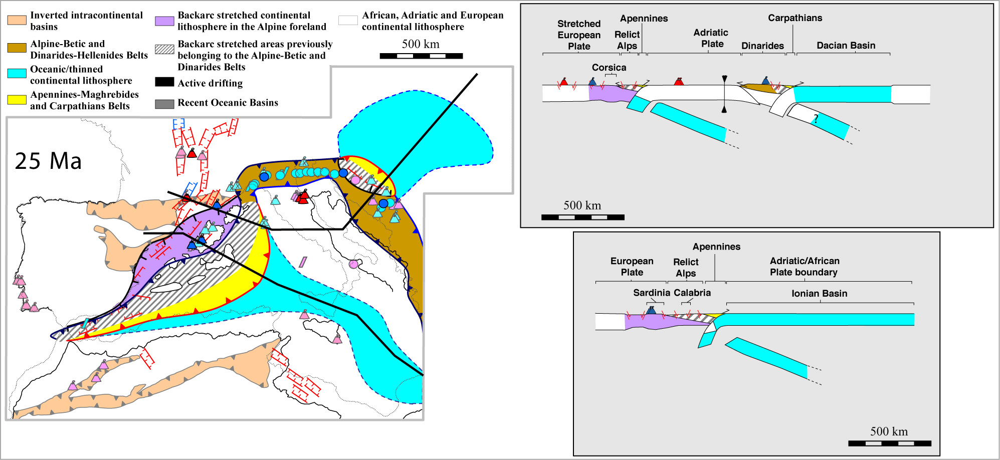 Inverted intracontinental
basins
Alpine-Betic and
Dinarides-Hellenides Belts
Oceanic/thinned
continental lithosphere
Apennines-Maghrebides
and Carpathians Belts
Backarc stretched continental
lithosphere in the Alpine foreland
Backarc stretched areas previously
belonging to the Alpine-Betic and
Dinarides Belts
Active drifting
Recent Oceanic Basins
African, Adriatic and European
continental lithosphere
500 km
25 Ma
Stretched
European
Plate
Apennines
Relict
Alps
Adriatic
Plate
Carpathians
Dinarides
Dacian Basin
Corsica
?
500 km
Apennines
European
Plate
Relict
Alps
Adriatic/African
Plate boundary
Sardinia
Calabria
Ionian Basin
500 km